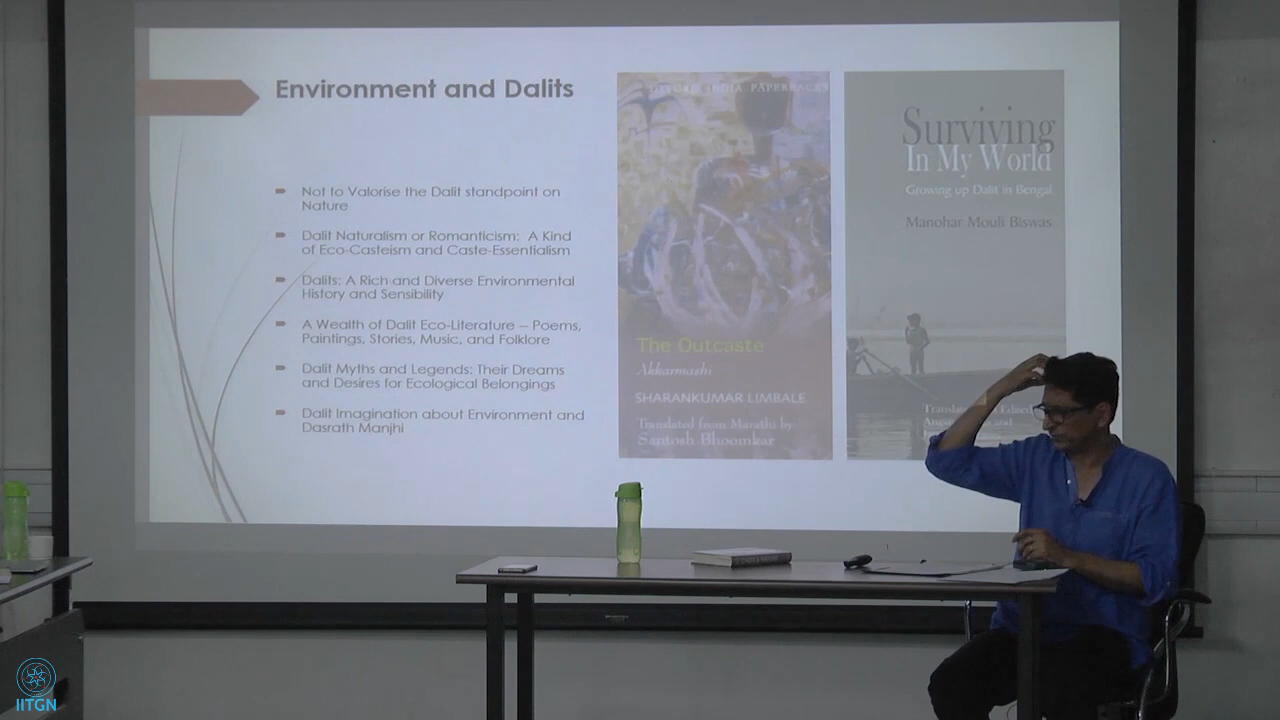 Environment and Dalits
Not to Valorise the Dalit standpoint on
Nature
Dalit Naturalism or Romanticism: A Kind
of Eco-Casteism and Caste-Essentialism
Dalits: A Rich and Diverse Environmental
History and Sensibility
A Wealth of Dalit Eco-Literature – Poems,
Paintings, Stories, Music, and Folklore
Dalit Myths and Legends: Their Dreams
and Desires for Ecological Belongings
Dalit Imagination about Environment and
Dasrath Manjhi
OXFORD INDIA PAPERBACKS
The Outcaste
Akkarmashi
SHARANKUMAR LIMBALE
Translated from Marathi by
Santosh Bhoomkar
Surviving
In My World
Growing up Dalit in Bengal
Manohar Mouli Biswas
IITGN